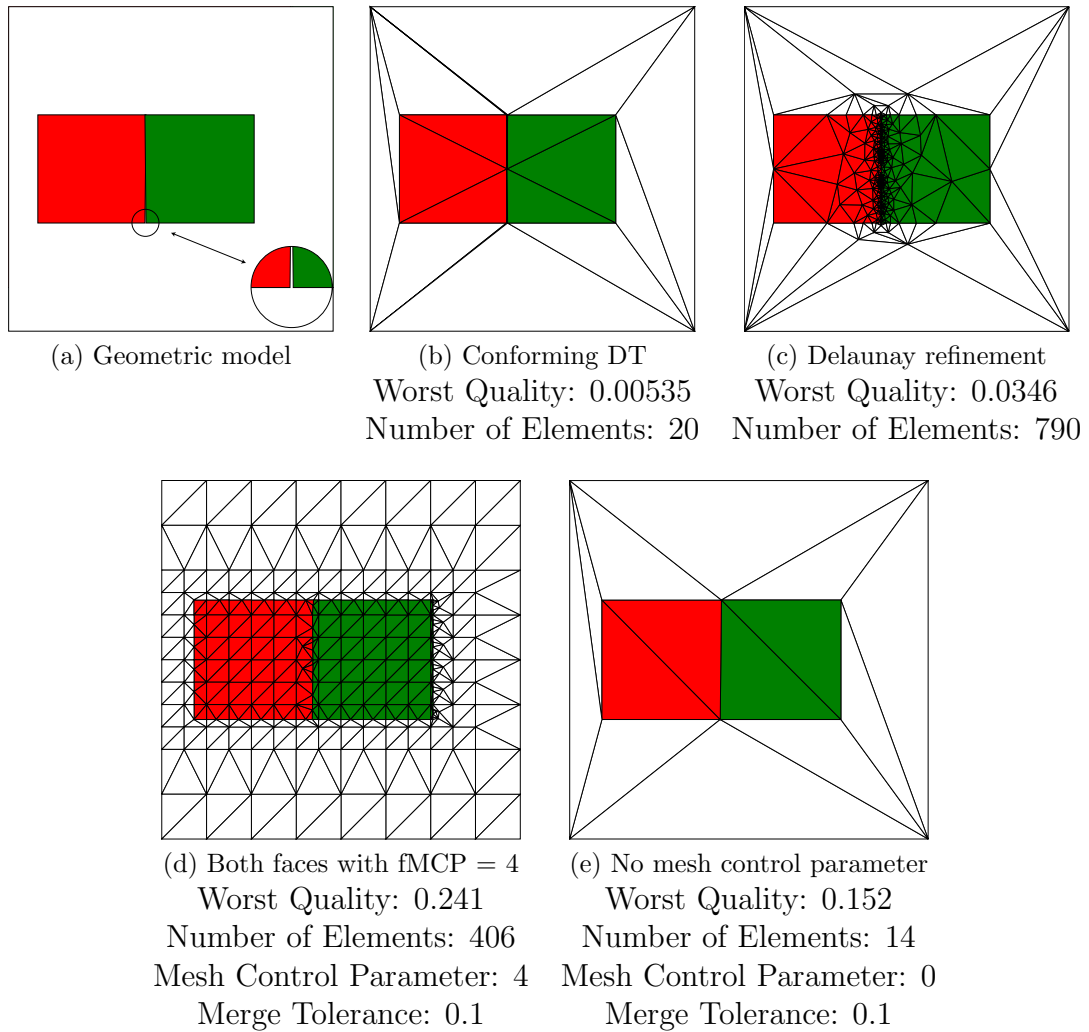 (a) Geometric model
(b) Conforming DT
Worst Quality: 0.00535
Number of Elements: 20
(c) Delaunay refinement
Worst Quality: 0.0346
Number of Elements: 790
(d) Both faces with fMCP = 4
Worst Quality: 0.241
Number of Elements: 406
Mesh Control Parameter: 4
Merge Tolerance: 0.1
(e) No mesh control parameter
Worst Quality: 0.152
Number of Elements: 14
Mesh Control Parameter: 0
Merge Tolerance: 0.1